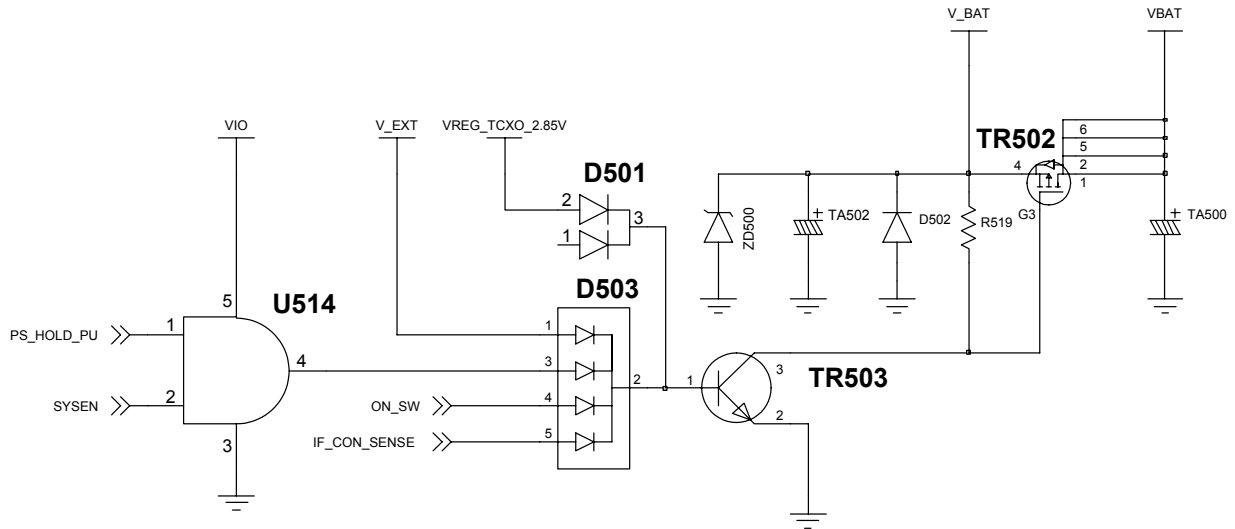 V_BAT
VBAT
VIO
V_EXT
VREG_TCXO_2.85V
TR502
6
5
4
2
1
G3
D501
2
3
1
ZD500
+
TA502
D502
R519
+
TA500
D503
5
U514
PS_HOLD_PU
1
4
1
3
2
1
TR503
3
SYSEN
2
ON_SW
4
2
3
IF_CON_SENSE
5